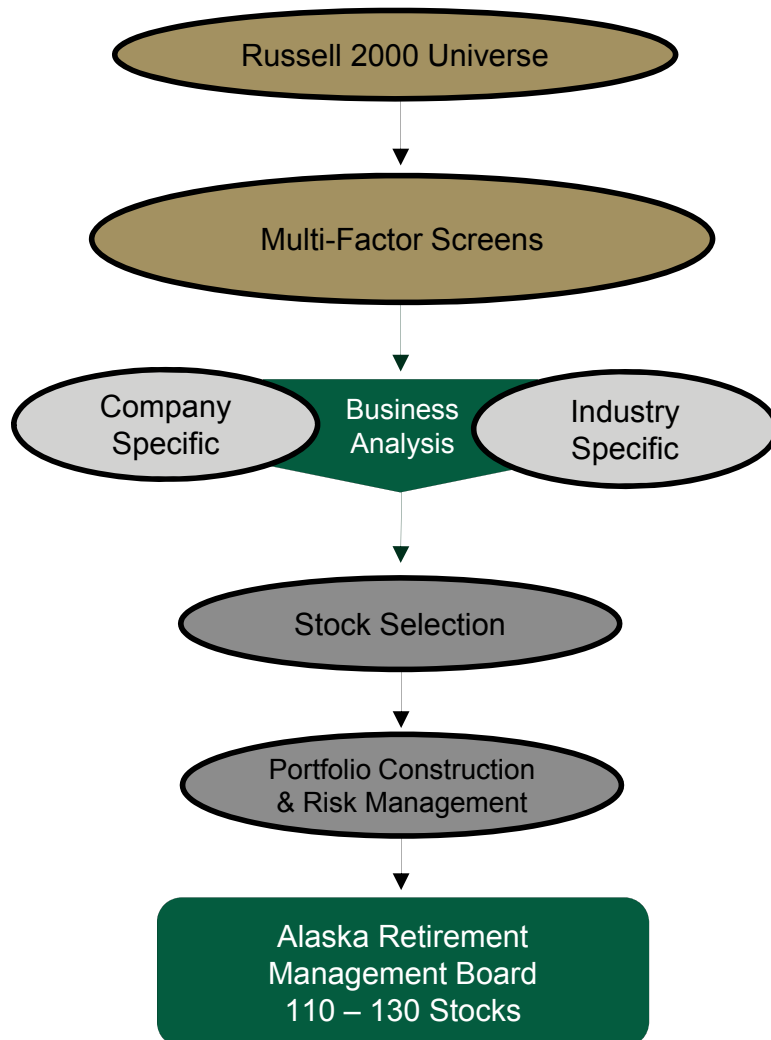 Russell 2000 Universe
Multi-Factor Screens
Company
Specific
Business
Analysis
Industry
Specific
Stock Selection
Portfolio Construction
& Risk Management
Alaska Retirement
Management Board
110 – 130 Stocks